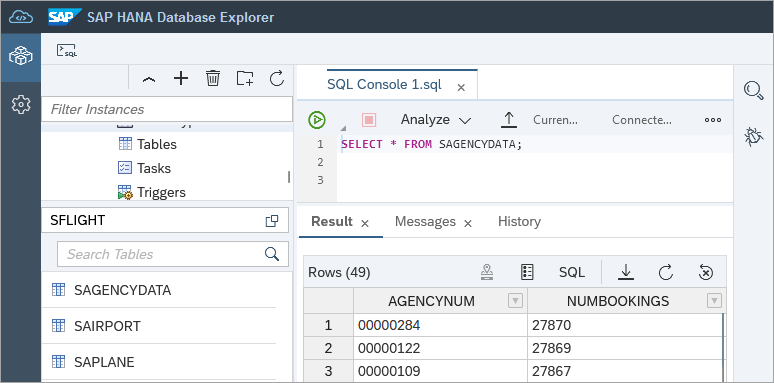 SAP SAP HANA Database Explorer
SQL
Filter Instances
Tables
Tasks
Triggers
SFLIGHT
Search Tables
SAGENCYDATA
SAIRPORT
SAPLANE
SQL Console 1.sql
Analyze Curren... Connecte...
1 SELECT * FROM SAGENCYDATA;
2
3
Result Messages History
Rows (49) SQL
AGENCYNUM NUMBOOKINGS
1 00000284 27870
2 00000122 27869
3 00000109 27867